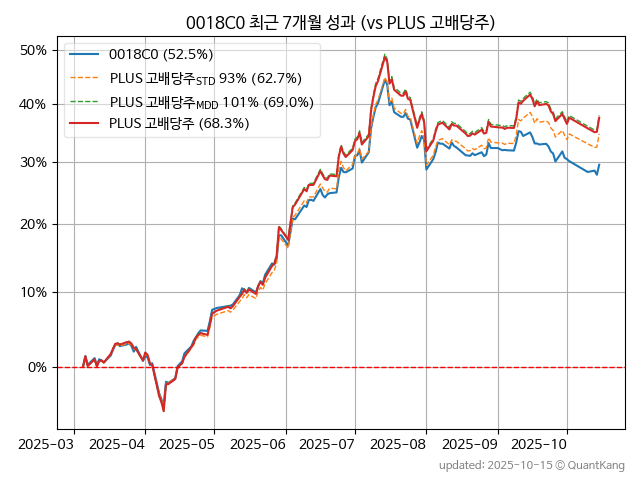 0018C0 최근 7개월 성과 (vs PLUS 고배당주)
50%
40%
30%
20%
10%
0%
0018C0 (52.5%)
PLUS 고배당주STD 93% (62.7%)
PLUS 고배당주MDD 101% (69.0%)
PLUS 고배당주 (68.3%)
2025-03 2025-04 2025-05 2025-06 2025-07 2025-08 2025-09 2025-10
updated: 2025-10-15 © QuantKang